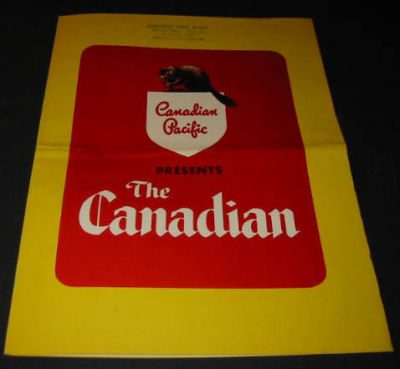 Canadian
Pacific
PRESENTS
The
Canadian